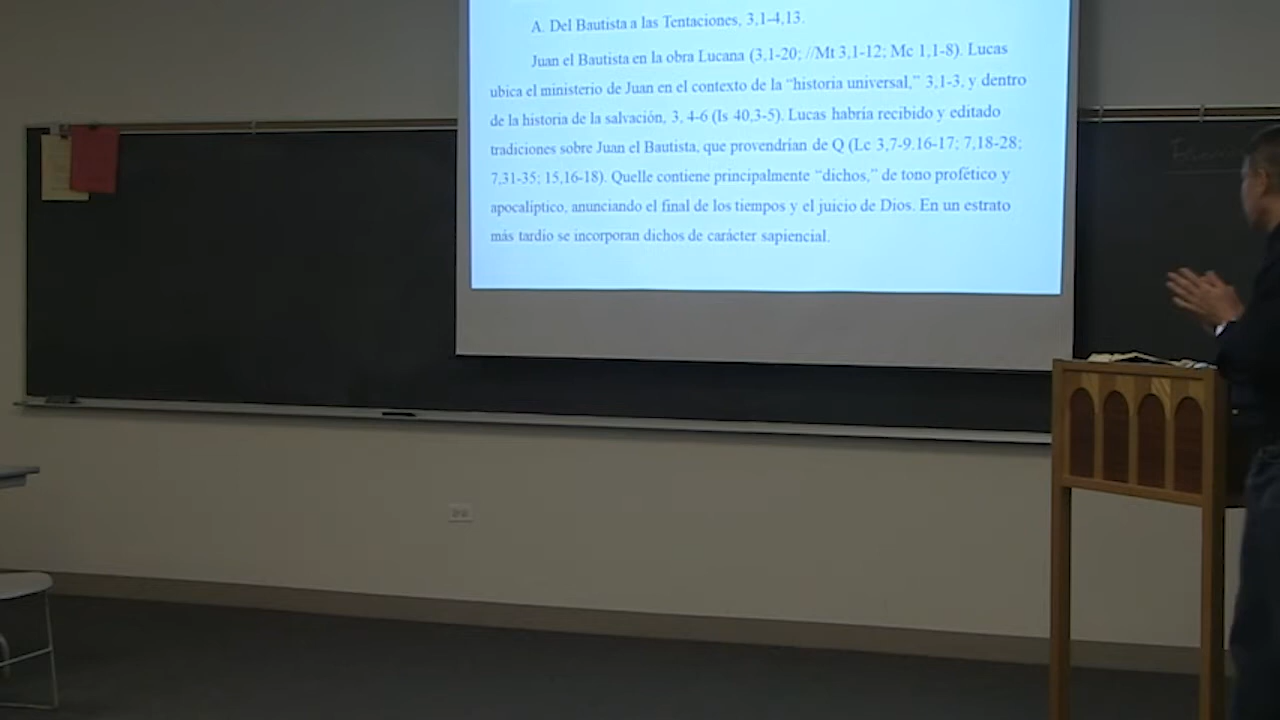 A. Del Bautista a las Tentaciones, 3,1-4,13.
Juan el Bautista en la obra Lucana (3,1-20; //Mt 3,1-12; Mc 1,1-8). Lucas
ubica el ministerio de Juan en el contexto de la “historia universal,” 3,1-3, y dentro
de la historia de la salvación, 3, 4-6 (Is 40,3-5). Lucas habría recibido y editado
tradiciones sobre Juan el Bautista, que provendrían de Q (Lc 3,7-9.16-17; 7,18-28;
7,31-35; 15,16-18). Quelle contiene principalmente “dichos,” de tono profético y
apocalíptico, anunciando el final de los tiempos y el juicio de Dios. En un estrato
más tardio se incorporan dichos de carácter sapiencial.